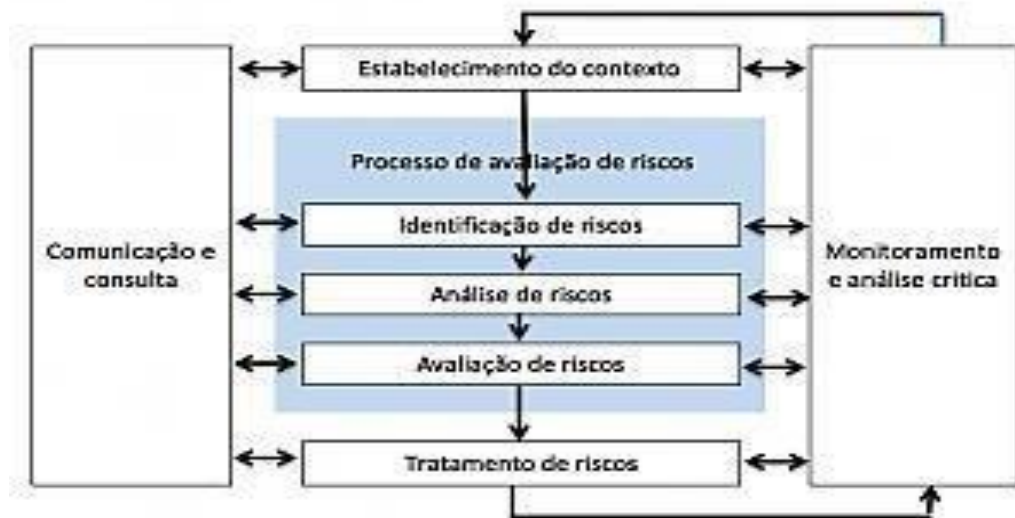 Estabelecimento do contexto
Processo de avaliação de riscos
Identificação de riscos
Comunicação e
consulta
Análise de riscos
Monitoramento
e análise crítica
Avaliação de riscos
Tratamento de riscos